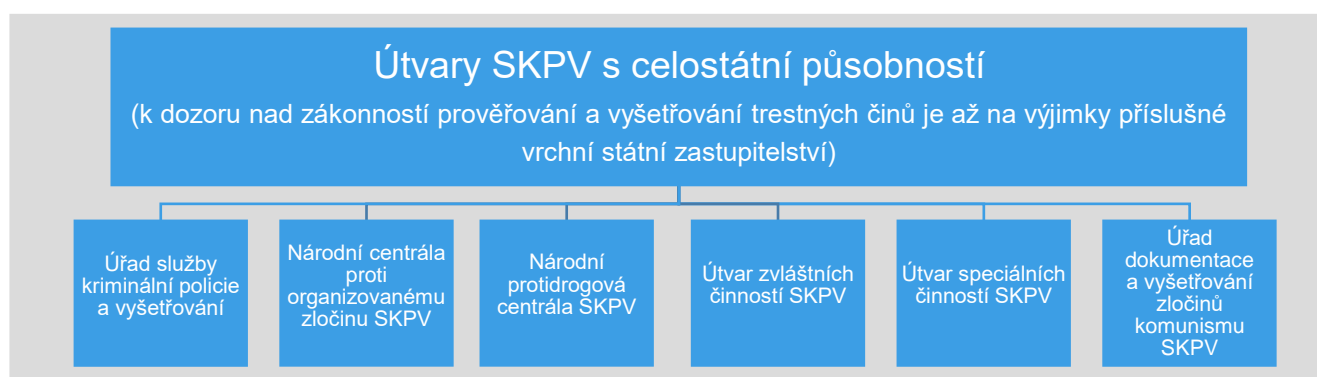 Útvary SKPV s celostátní působností
(k dozoru nad zákonností prověřování a vyšetřování trestných činů je až na výjimky příslušné
vrchní státní zastupitelství)
Úřad služby
kriminální policie
a vyšetřování
Národní centrála
proti
organizovanému
zločinu SKPV
Národní
protidrogová
centrála SKPV
Útvar zvláštních
činností SKPV
Útvar speciálních
činností SKPV
Úřad
dokumentace
a vyšetřování
zločinů
komunismu
SKPV